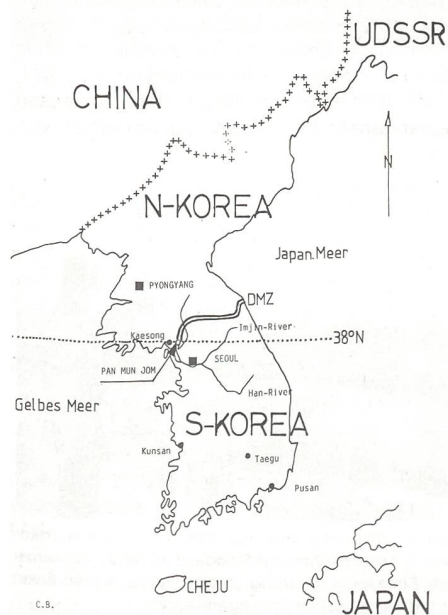 UDSSR
CHINA
N
N-KOREA
Japan.Meer
PYONGYANG
DMZ
Imjin-River
Kaesong
38°N
PAN MUN JOM
SEOUL
Han-River
Gelbes Meer
S-KOREA
Kunsan
Taegu
Pusan
CHEJU
C.B.
JAPAN